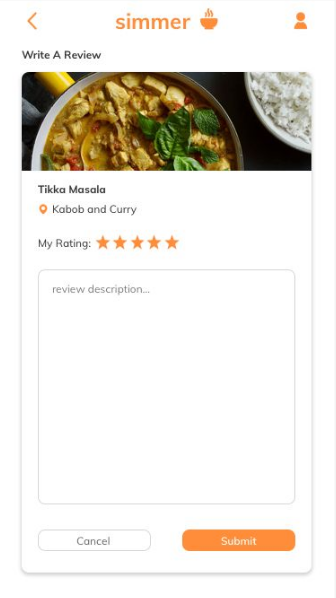 simmer
Write A Review
Tikka Masala
Kabob and Curry
My Rating:
review description...
Cancel Submit